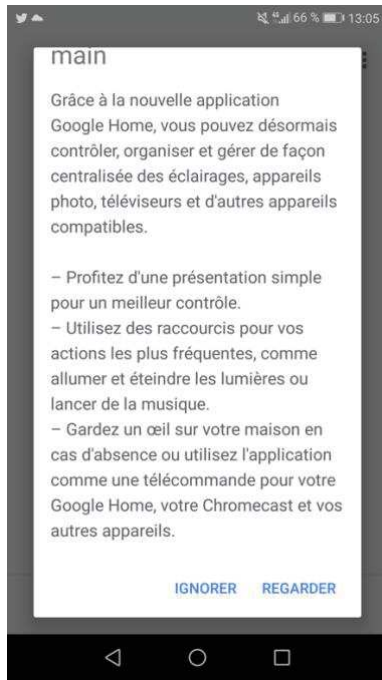 66 % 13:05
main
Grâce à la nouvelle application
Google Home, vous pouvez désormais
contrôler, organiser et gérer de façon
centralisée des éclairages, appareils
photo, téléviseurs et d'autres appareils
compatibles.
– Profitez d'une présentation simple
pour un meilleur contrôle.
– Utilisez des raccourcis pour vos
actions les plus fréquentes, comme
allumer et éteindre les lumières ou
lancer de la musique.
– Gardez un œil sur votre maison en
cas d'absence ou utilisez l'application
comme une télécommande pour votre
Google Home, votre Chromecast et vos
autres appareils.
IGNORER REGARDER